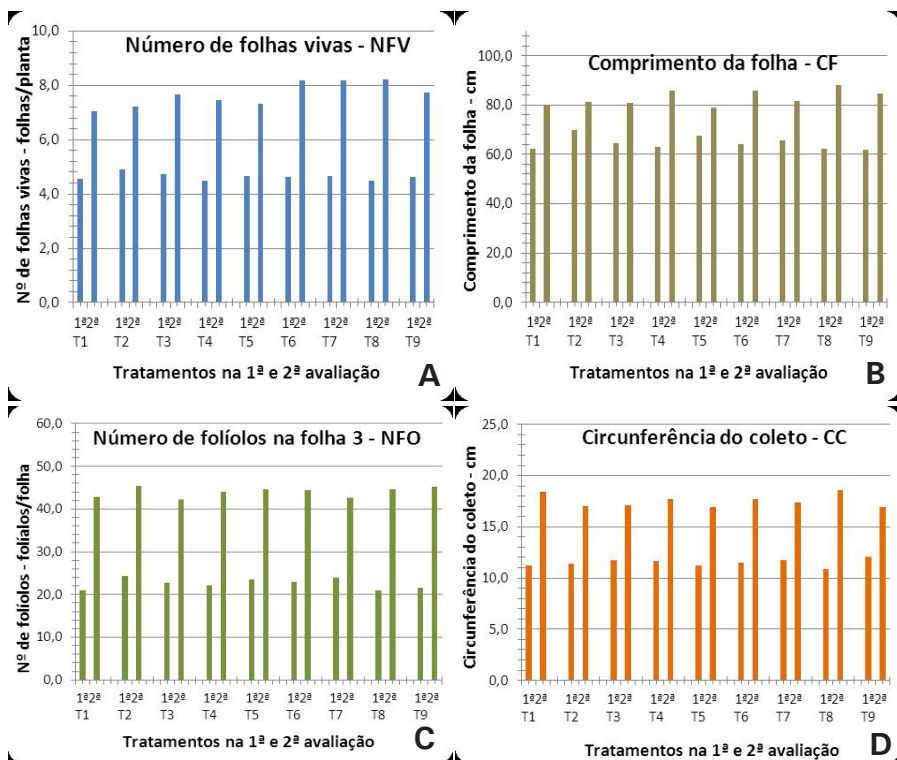 Número de folhas vivas - NFV
Nº de folhas vivas - folhas/planta
10,0
8,0
6,0
4,0
2,0
0,0
1ª2ª 1ª2ª 1ª2ª 1ª2ª 1ª2ª 1ª2ª 1ª2ª 1ª2ª 1ª2ª
T1 T2 T3 T4 T5 T6 T7 T8 T9
Tratamentos na 1ª e 2ª avaliação
A
Comprimento da folha - CF
Comprimento da folha - cm
100,0
80,0
60,0
40,0
20,0
0,0
1ª2ª 1ª2ª 1ª2ª 1ª2ª 1ª2ª 1ª2ª 1ª2ª 1ª2ª 1ª2ª
T1 T2 T3 T4 T5 T6 T7 T8 T9
Tratamentos na 1ª e 2ª avaliação
B
Número de folíolos na folha 3 - NFO
Nº de folíolos - folíalos/folha
60,0
50,0
40,0
30,0
20,0
10,0
0,0
1ª2ª 1ª2ª 1ª2ª 1ª2ª 1ª2ª 1ª2ª 1ª2ª 1ª2ª 1ª2ª
T1 T2 T3 T4 T5 T6 T7 T8 T9
Tratamentos na 1ª e 2ª avaliação
C
Circunferência do coleto - CC
Circunferência do coleto - cm
25,0
20,0
15,0
10,0
5,0
0,0
1ª2ª 1ª2ª 1ª2ª 1ª2ª 1ª2ª 1ª2ª 1ª2ª 1ª2ª 1ª2ª
T1 T2 T3 T4 T5 T6 T7 T8 T9
Tratamentos na 1ª e 2ª avaliação
D